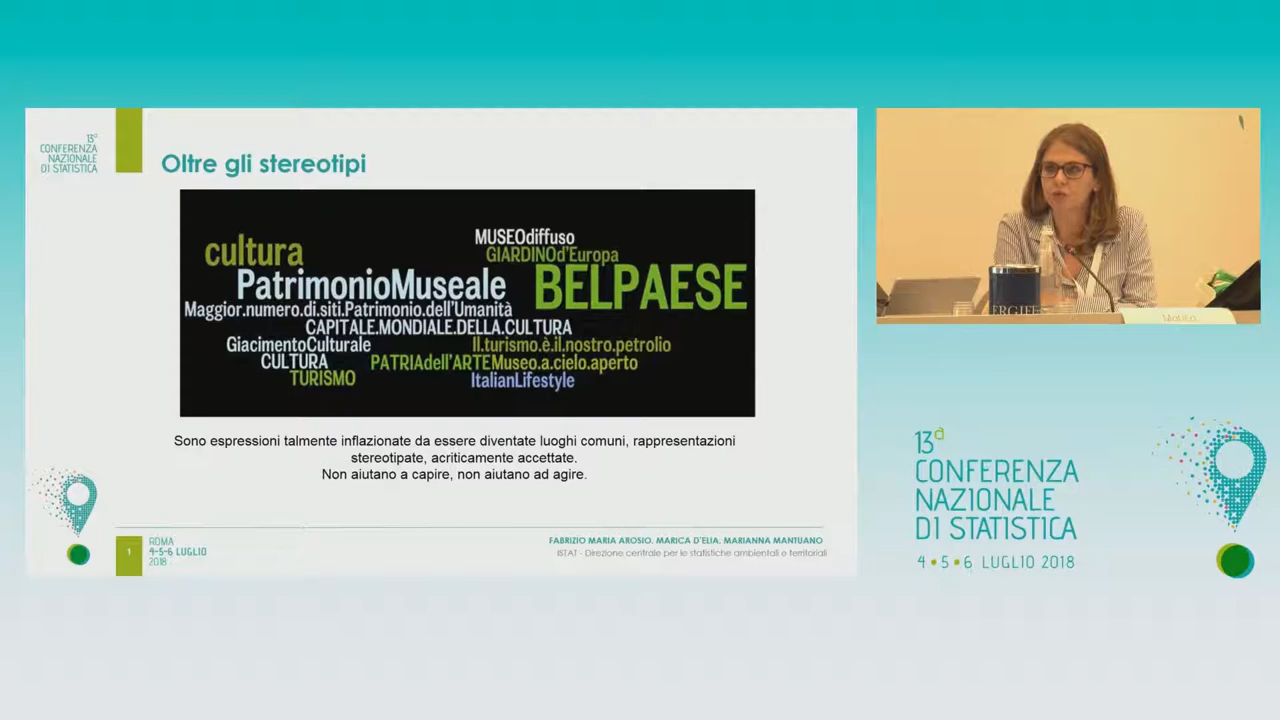 13ª
CONFERENZA
NAZIONALE
DI STATISTICA
Oltre gli stereotipi
cultura
MUSEOdiffuso
GIARDINOd'Europa
PatrimonioMuseale
BELPAESE
Maggior.numero.di.siti.Patrimonio.dell'Umanità
CAPITALE.MONDIALE.DELLA.CULTURA
GiacimentoCulturale
Il.turismo.è.il.nostro.petrolio
CULTURA
PATRIAdell'ARTE
Museo.a.cielo.aperto
TURISMO
ItalianLifestyle
Sono espressioni talmente inflazionate da essere diventate luoghi comuni, rappresentazioni
stereotipate, acriticamente accettate.
Non aiutano a capire, non aiutano ad agire.
1
ROMA
4-5-6 LUGLIO
2018
FABRIZIO MARIA AROSIO, MARICA D'ELIA, MARIANNA MANTUANO
ISTAT - Direzione centrale per le statistiche ambientali e territoriali
13ª
CONFERENZA
NAZIONALE
DI STATISTICA
4•5•6 LUGLIO 2018